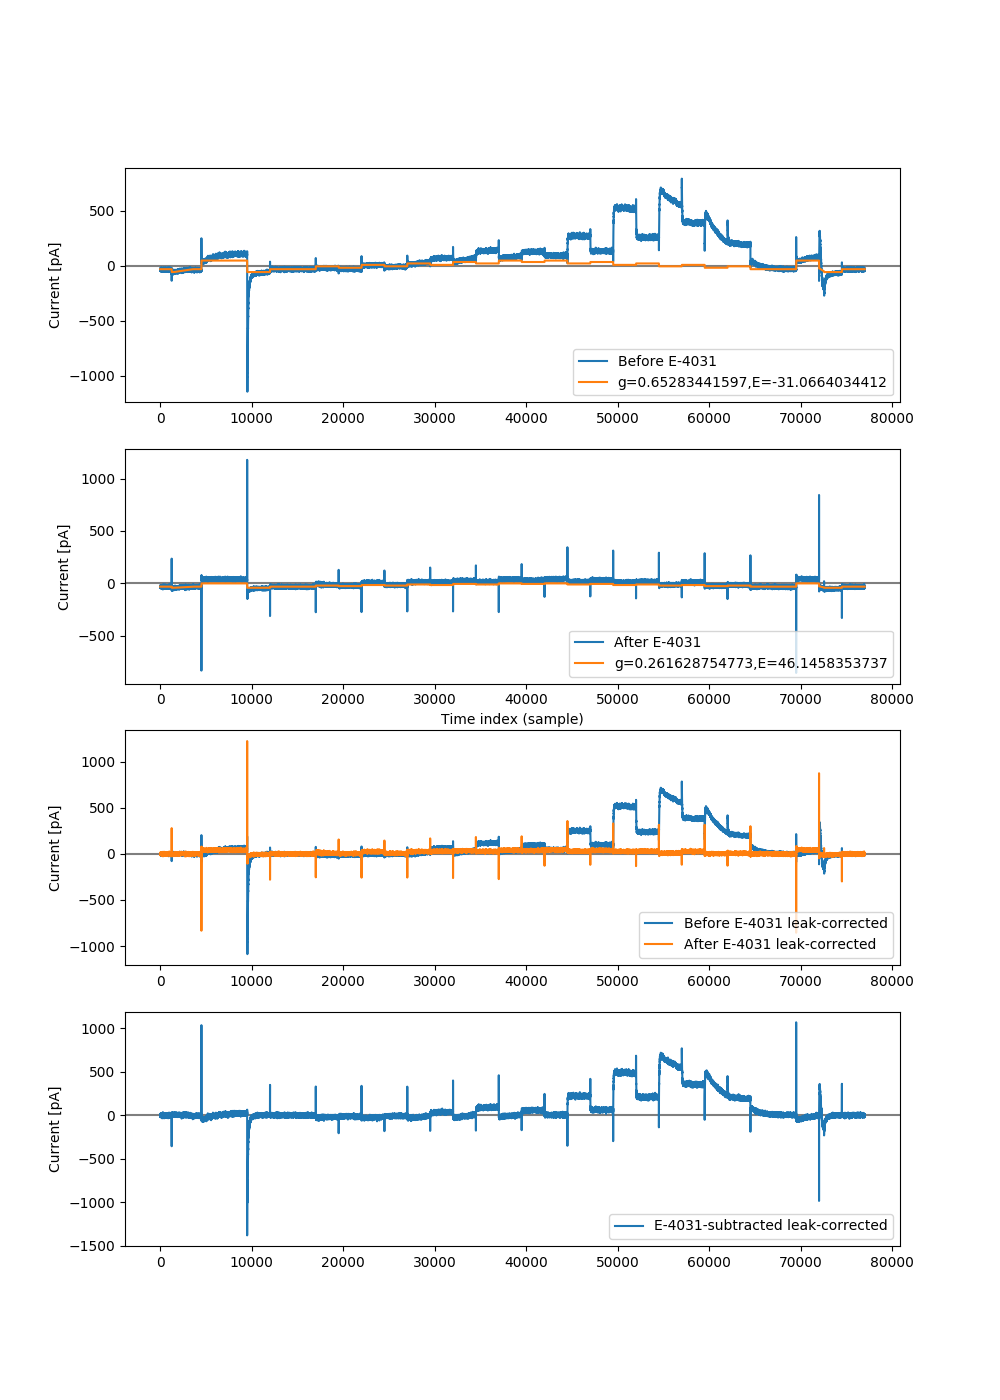 Current [pA]
500
0
−500
−1000
Before E-4031
g=0.65283441597,E=-31.0664034412
0 10000 20000 30000 40000 50000 60000 70000 80000
Current [pA]
1000
500
0
−500
After E-4031
g=0.261628754773,E=46.1458353737
0 10000 20000 30000 40000 50000 60000 70000 80000
Time index (sample)
Current [pA]
1000
500
0
−500
−1000
Before E-4031 leak-corrected
After E-4031 leak-corrected
0 10000 20000 30000 40000 50000 60000 70000 80000
Current [pA]
1000
500
0
−500
−1000
−1500
E-4031-subtracted leak-corrected
0 10000 20000 30000 40000 50000 60000 70000 80000